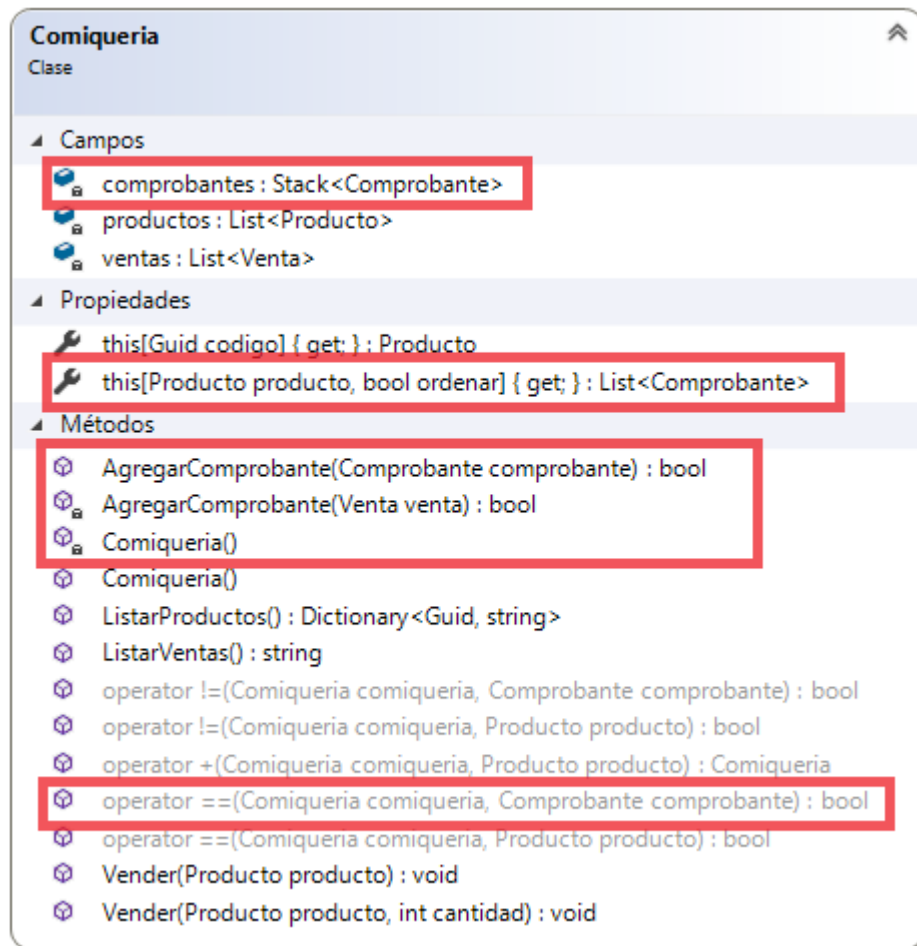 Comiqueria
Clase
Campos
comprobantes : Stack<Comprobante>
productos : List<Producto>
ventas : List<Venta>
Propiedades
this[Guid codigo] { get; } : Producto
this[Producto producto, bool ordenar] { get; } : List<Comprobante>
Métodos
AgregarComprobante(Comprobante comprobante) : bool
AgregarComprobante(Venta venta) : bool
Comiqueria()
Comiqueria()
ListarProductos() : Dictionary<Guid, string>
ListarVentas() : string
operator !=(Comiqueria comiqueria, Comprobante comprobante) : bool
operator !=(Comiqueria comiqueria, Producto producto) : bool
operator +(Comiqueria comiqueria, Producto producto) : Comiqueria
operator ==(Comiqueria comiqueria, Comprobante comprobante) : bool
operator ==(Comiqueria comiqueria, Producto producto) : bool
Vender(Producto producto) : void
Vender(Producto producto, int cantidad) : void